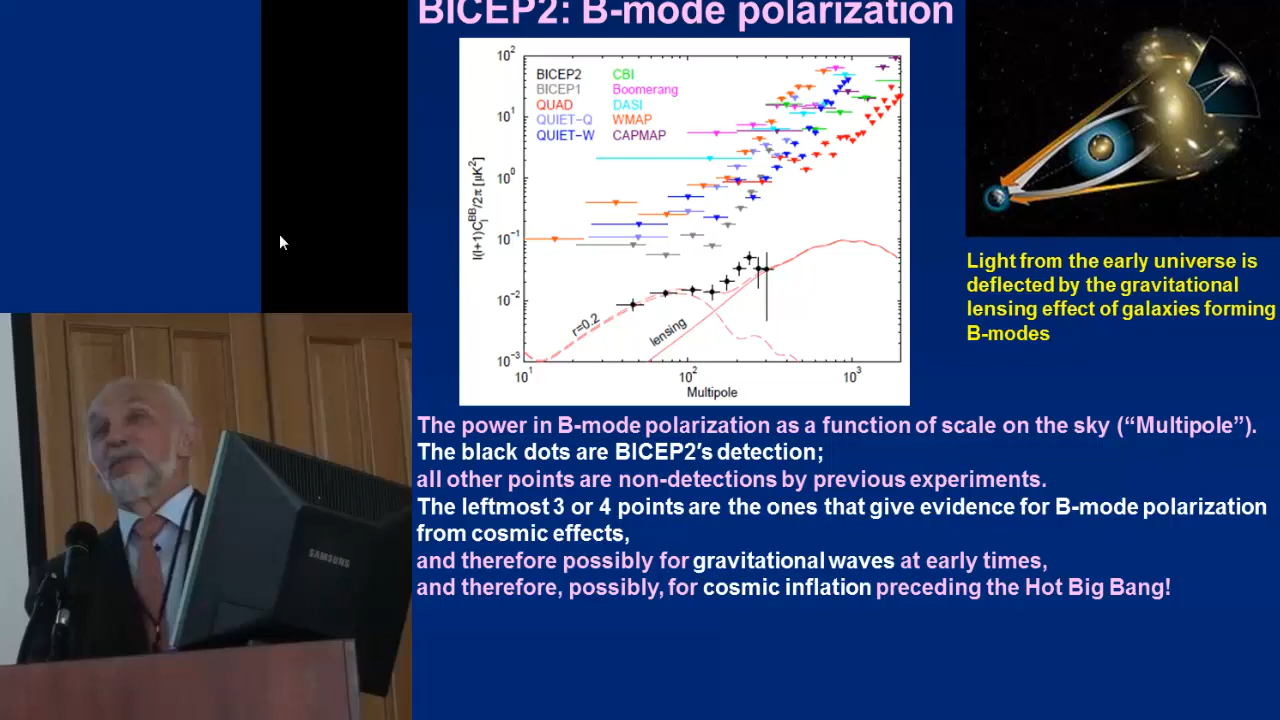 BICEP2: B-mode polarization
10²
10¹
10⁰
10⁻¹
10⁻²
10⁻³
l(l+1)C_l^BB/2π [μK²]
BICEP2 CBI
BICEP1 Boomerang
QUAD DASI
QUIET-Q WMAP
QUIET-W CAPMAP
r=0.2
lensing
10¹ 10² 10³
Multipole
Light from the early universe is
deflected by the gravitational
lensing effect of galaxies forming
B-modes
SAMSUNG
The power in B-mode polarization as a function of scale on the sky (“Multipole”).
The black dots are BICEP2's detection;
all other points are non-detections by previous experiments.
The leftmost 3 or 4 points are the ones that give evidence for B-mode polarization
from cosmic effects,
and therefore possibly for gravitational waves at early times,
and therefore, possibly, for cosmic inflation preceding the Hot Big Bang!